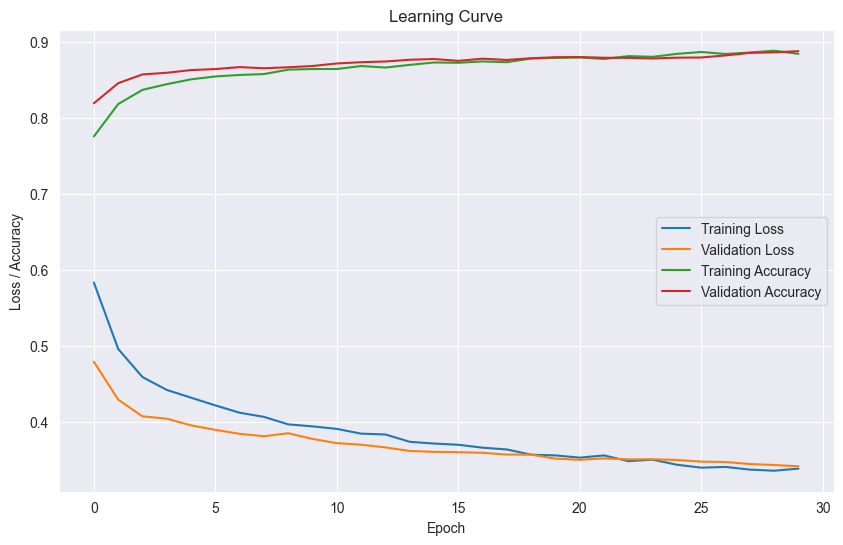 Learning Curve
0.9
0.8
0.7
0.6
0.5
0.4
Loss / Accuracy
Training Loss
Validation Loss
Training Accuracy
Validation Accuracy
0 5 10 15 20 25 30
Epoch